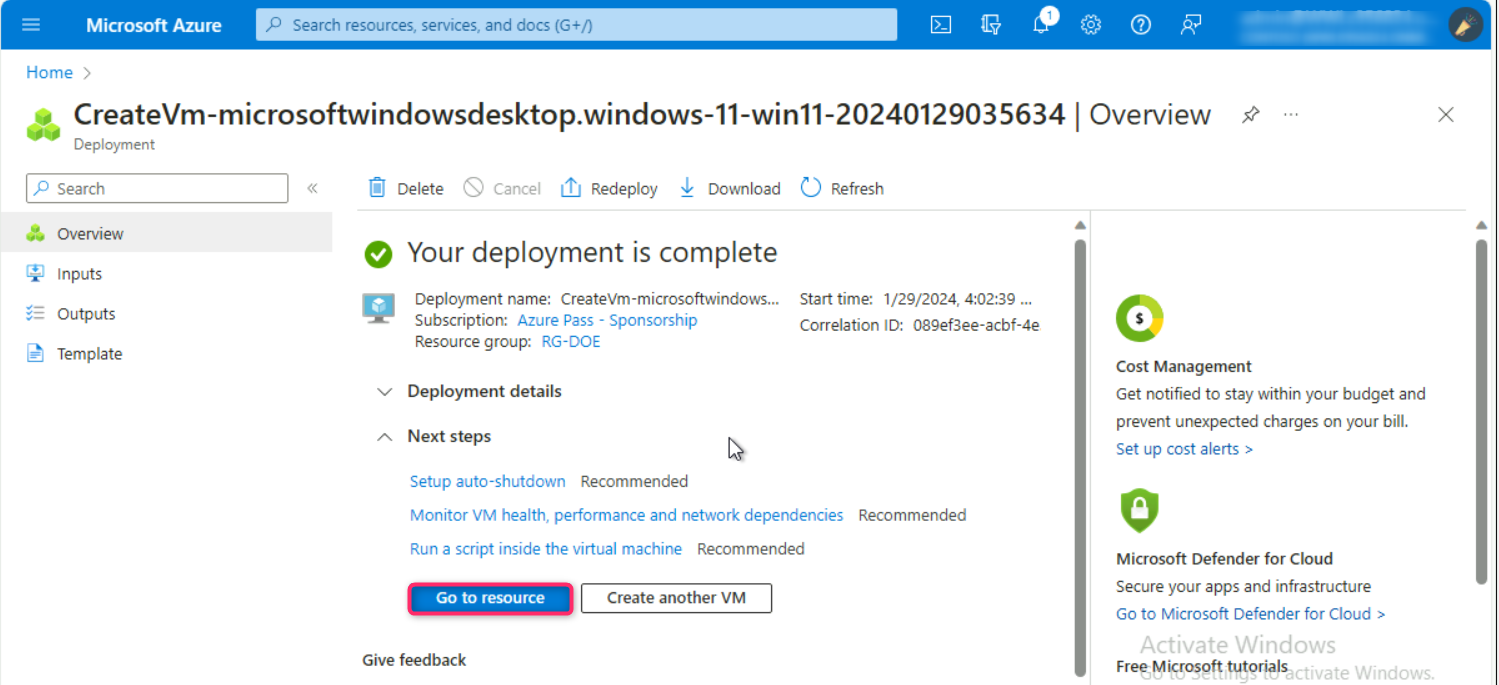 Microsoft Azure
Search resources, services, and docs (G+/)
1
Home >
CreateVm-microsoftwindowsdesktop.windows-11-win11-20240129035634 | Overview
Deployment
Search
Delete
Cancel
Redeploy
Download
Refresh
Overview
Inputs
Outputs
Template
Your deployment is complete
Deployment name: CreateVm-microsoftwindows...
Subscription: Azure Pass - Sponsorship
Resource group: RG-DOE
Start time: 1/29/2024, 4:02:39 ...
Correlation ID: 089ef3ee-acbf-4e
Deployment details
Next steps
Setup auto-shutdown Recommended
Monitor VM health, performance and network dependencies Recommended
Run a script inside the virtual machine Recommended
Go to resource
Create another VM
Give feedback
$
Cost Management
Get notified to stay within your budget and
prevent unexpected charges on your bill.
Set up cost alerts >
Microsoft Defender for Cloud
Secure your apps and infrastructure
Go to Microsoft Defender for Cloud >
Activate Windows
Free Microsoft tutorials
Go to Settings to activate Windows.